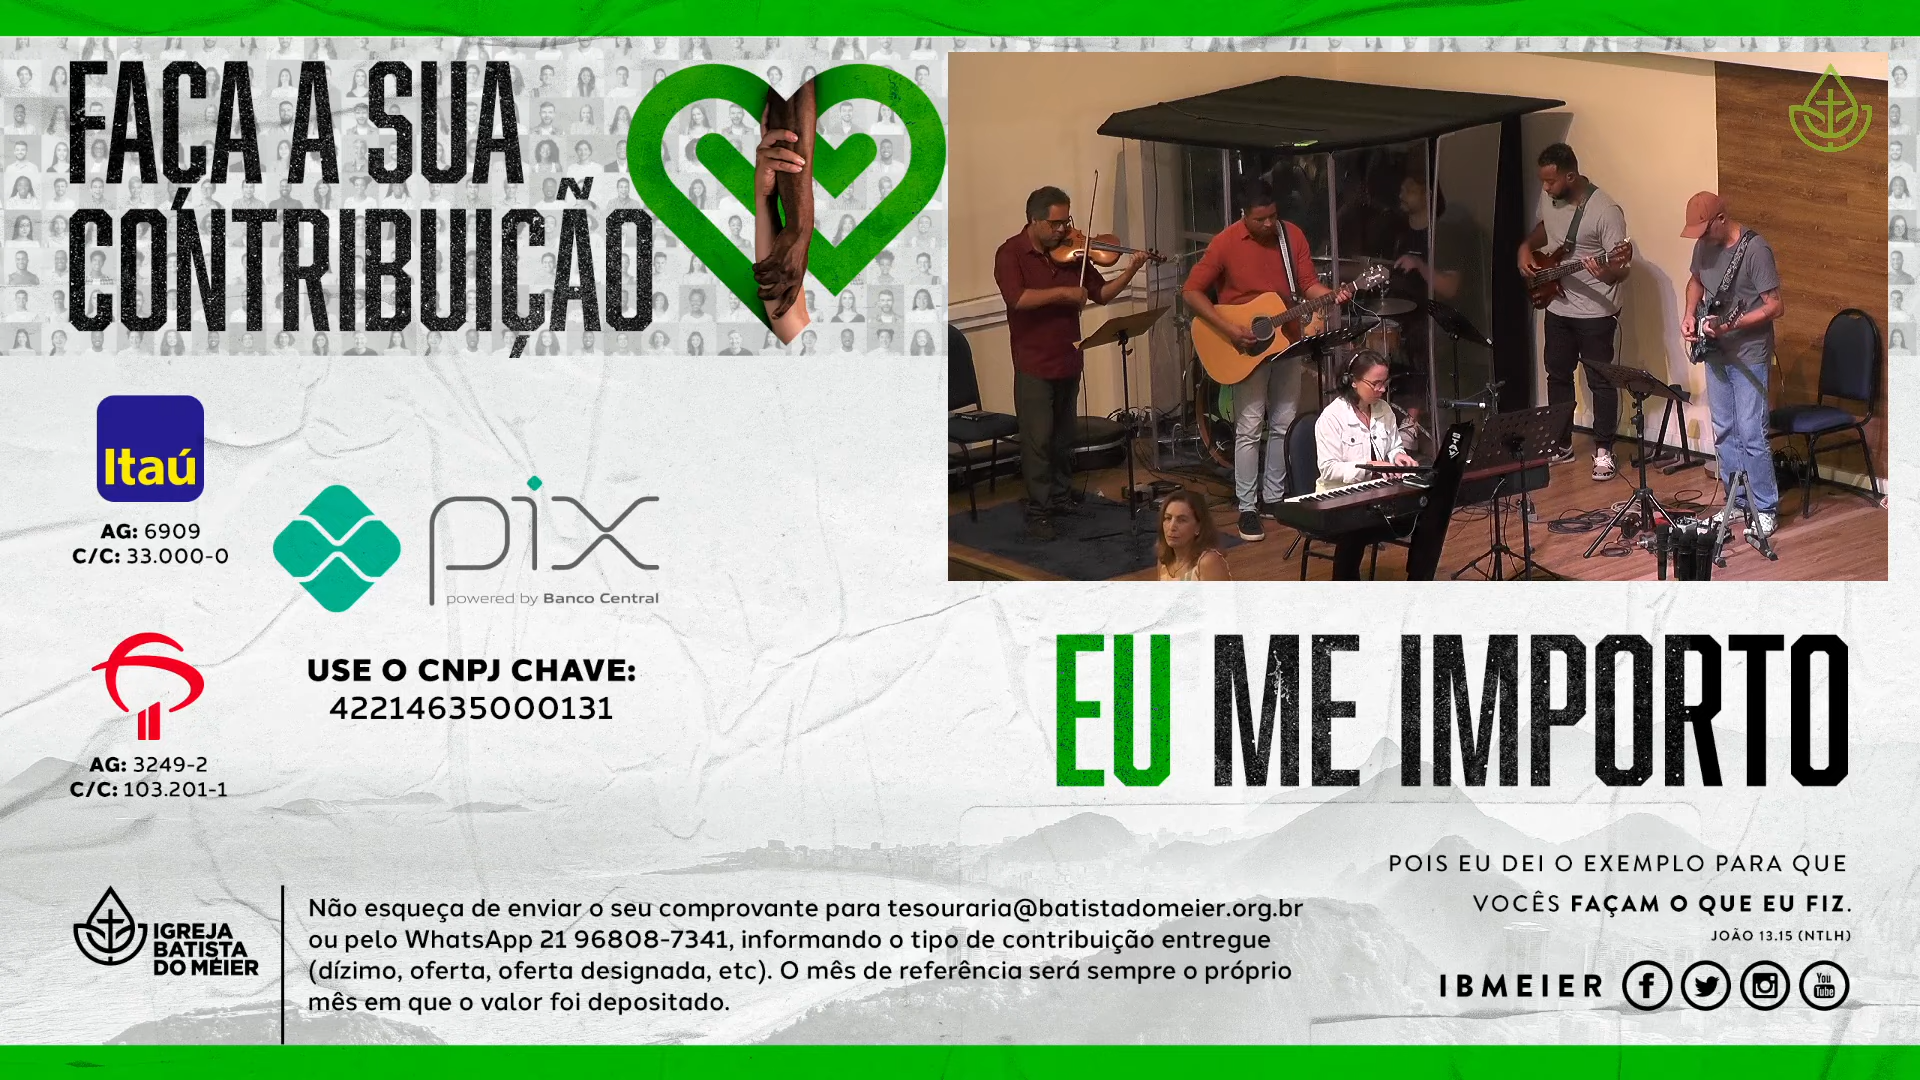 FAÇA A SUA
CONTRIBUIÇÃO
Itaú
AG: 6909
C/C: 33.000-0
pix
powered by Banco Central
AG: 3249-2
C/C: 103.201-1
USE O CNPJ CHAVE:
42214635000131
EU ME IMPORTO
POIS EU DEI O EXEMPLO PARA QUE
VOCÊS FAÇAM O QUE EU FIZ.
JOÃO 13.15 (NTLH)
IGREJA
BATISTA
DO MÉIER
Não esqueça de enviar o seu comprovante para tesouraria@batistadomeier.org.br
ou pelo WhatsApp 21 96808-7341, informando o tipo de contribuição entregue
(dízimo, oferta, oferta designada, etc). O mês de referência será sempre o próprio
mês em que o valor foi depositado.
IBMEIER
You
Tube